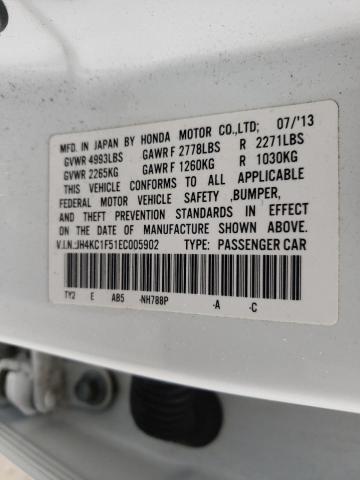 MFD. IN JAPAN BY HONDA MOTOR CO.,LTD; 07/'13
GVWR 4993LBS GAWR F 2778LBS R 2271LBS
GVWR 2265KG GAWR F 1260KG R 1030KG
THIS VEHICLE CONFORMS TO ALL APPLICABLE
FEDERAL MOTOR VEHICLE SAFETY ,BUMPER,
AND THEFT PREVENTION STANDARDS IN EFFECT
ON THE DATE OF MANUFACTURE SHOWN ABOVE.
V.I.N.:JH4KC1F51EC005902 TYPE: PASSENGER CAR
TY2 E AB5 -NH788P -A -C